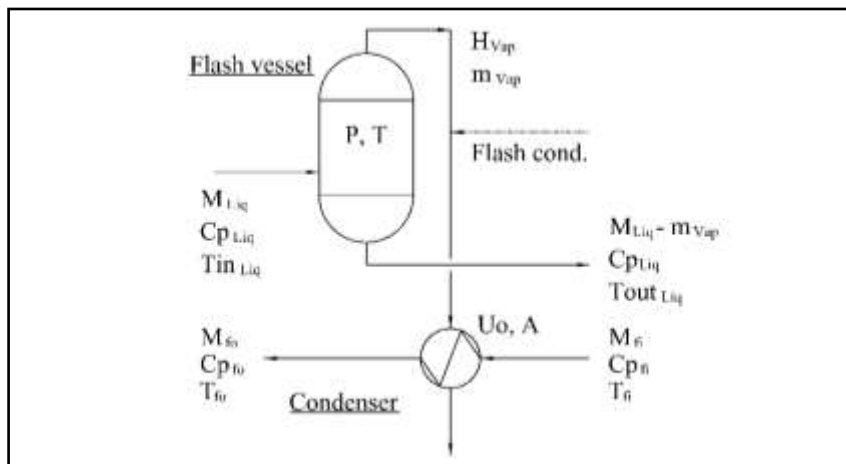 Flash vessel
H Vap
m Vap
P, T
Flash cond.
M Liq
Cp Liq
Tin Liq
M Liq - m Vap
Cp Liq
Tout Liq
Uo, A
M fo
Cp fo
T fo
M fi
Cp fi
T fi
Condenser